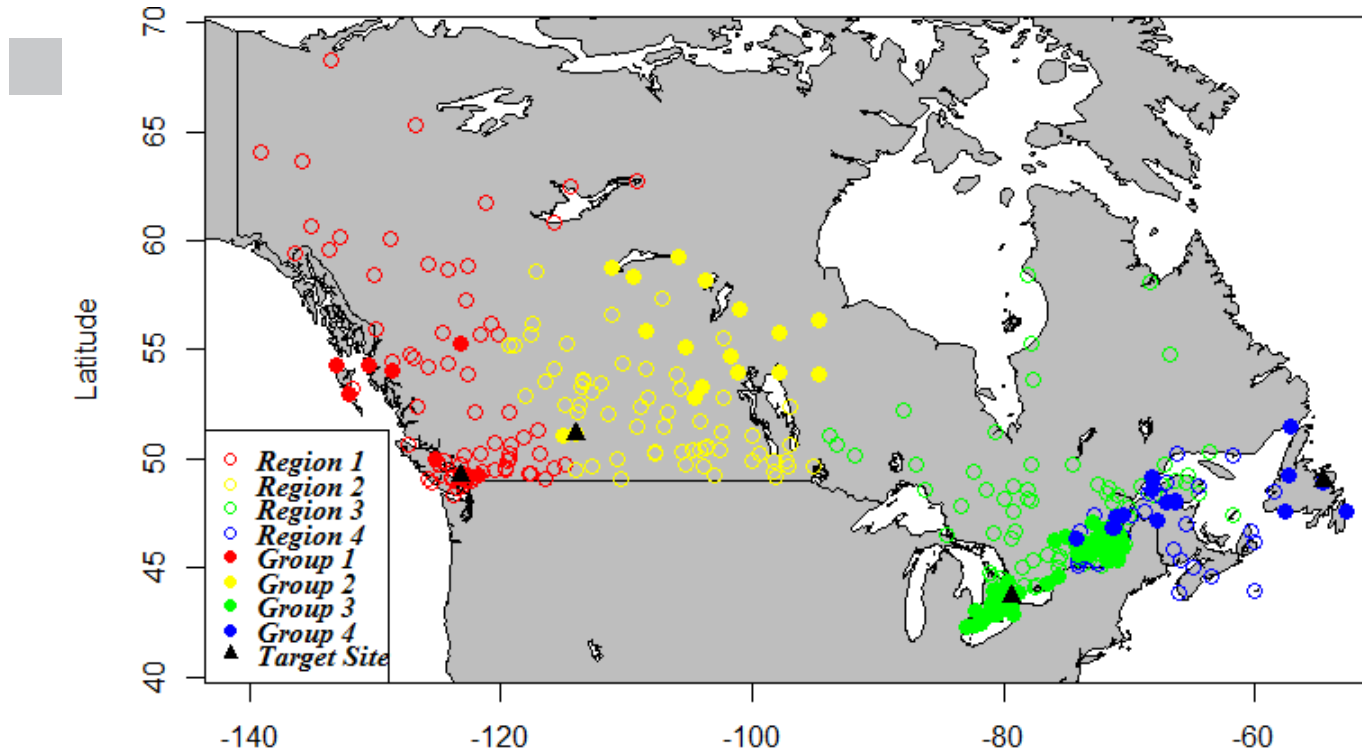 70
65
60
55
50
45
40
Latitude
Region 1
Region 2
Region 3
Region 4
Group 1
Group 2
Group 3
Group 4
Target Site
-140 -120 -100 -80 -60